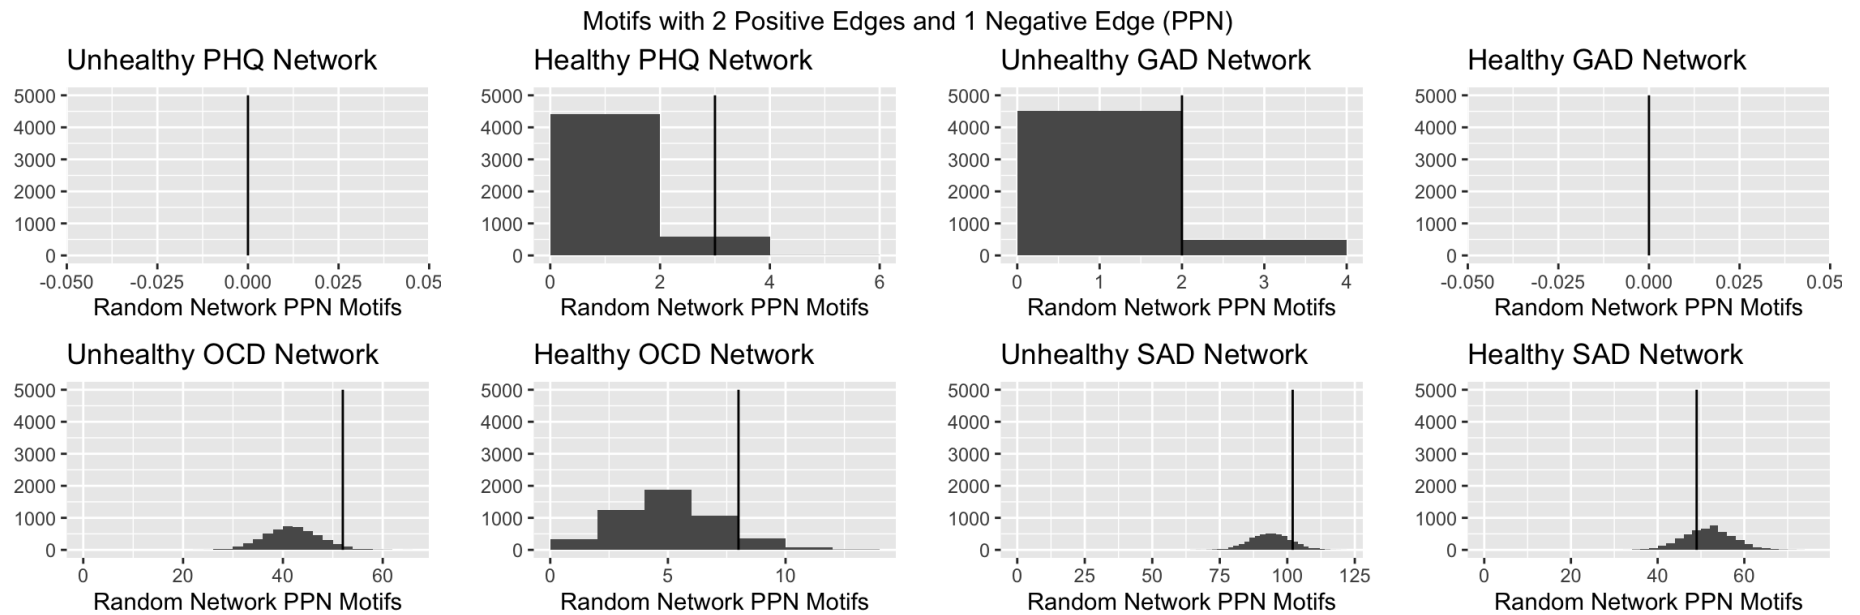 Motifs with 2 Positive Edges and 1 Negative Edge (PPN)
Unhealthy PHQ Network
5000
4000
3000
2000
1000
0
-0.050 -0.025 0.000 0.025 0.05
Random Network PPN Motifs
Healthy PHQ Network
5000
4000
3000
2000
1000
0
0 2 4 6
Random Network PPN Motifs
Unhealthy GAD Network
5000
4000
3000
2000
1000
0
0 1 2 3 4
Random Network PPN Motifs
Healthy GAD Network
5000
4000
3000
2000
1000
0
-0.050 -0.025 0.000 0.025 0.05
Random Network PPN Motifs
Unhealthy OCD Network
5000
4000
3000
2000
1000
0
0 20 40 60
Random Network PPN Motifs
Healthy OCD Network
5000
4000
3000
2000
1000
0
0 5 10
Random Network PPN Motifs
Unhealthy SAD Network
5000
4000
3000
2000
1000
0
0 25 50 75 100 125
Random Network PPN Motifs
Healthy SAD Network
5000
4000
3000
2000
1000
0
0 20 40 60
Random Network PPN Motifs